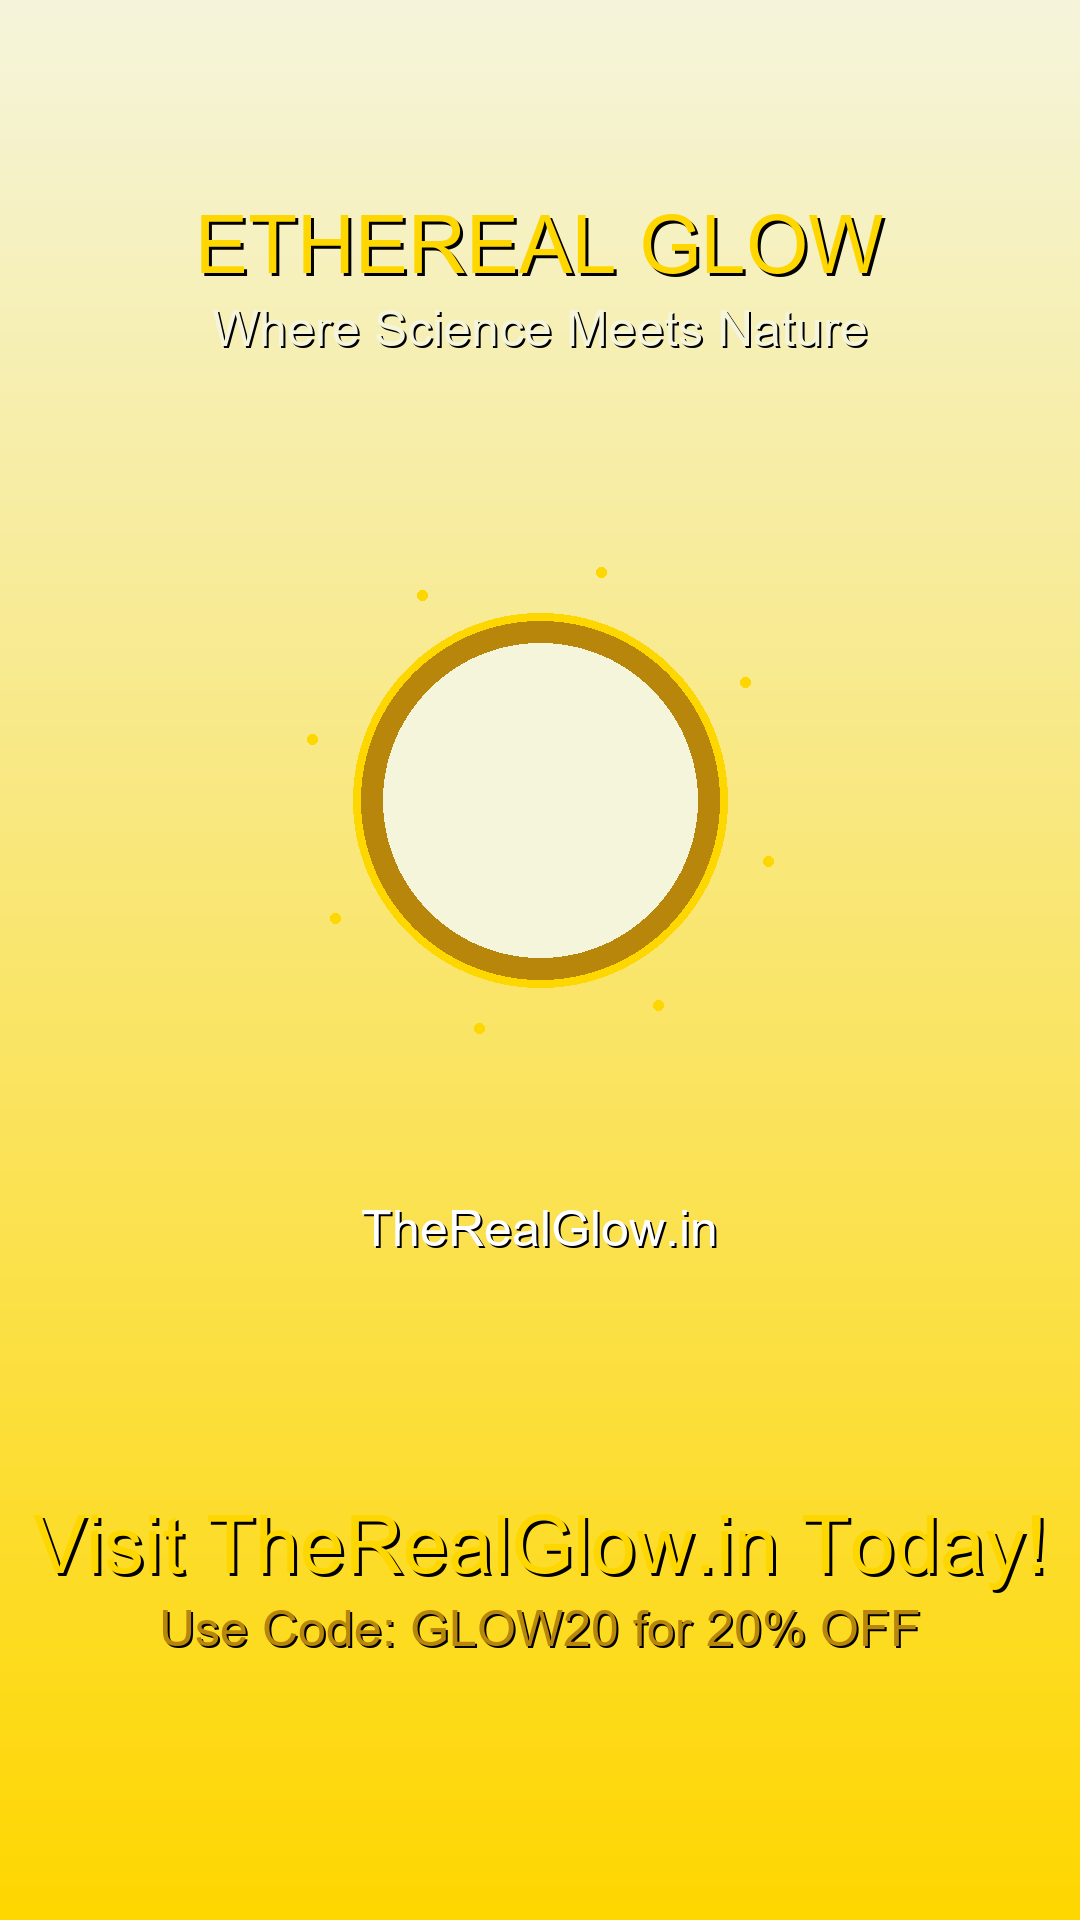 ETHEREAL GLOW
Where Science Meets Nature
TheRealGlow.in
Visit TheRealGlow.in Today!
Use Code: GLOW20 for 20% OFF